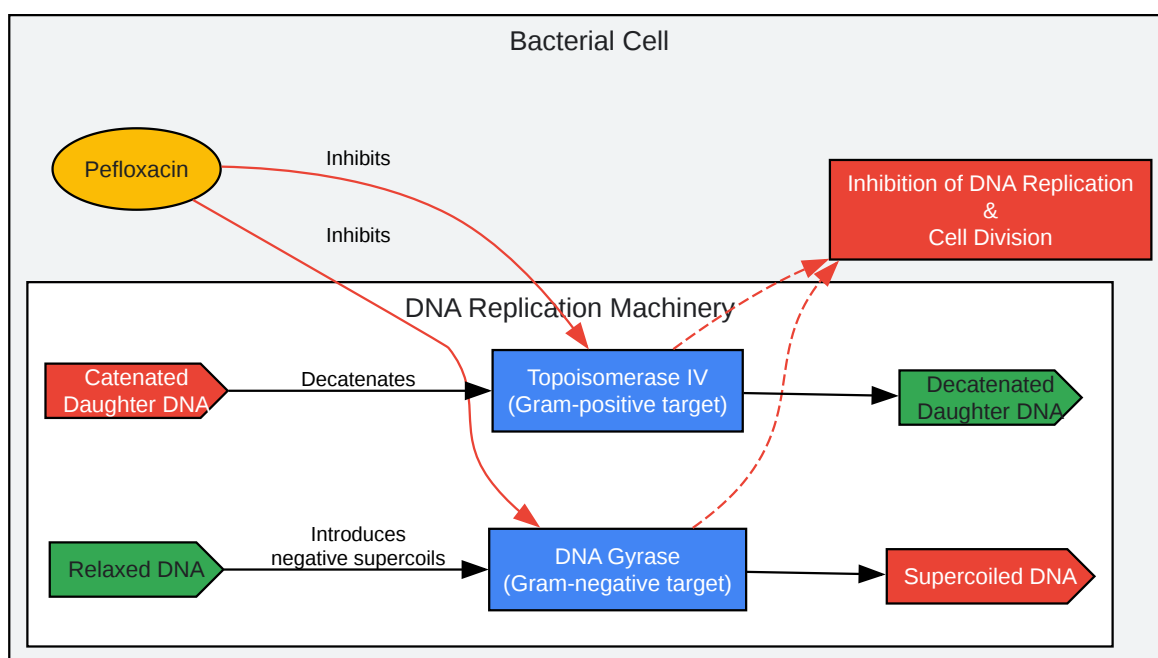 Bacterial Cell
Pefloxacin
Inhibits
Inhibits
Inhibition of DNA Replication
&
Cell Division
DNA Replication Machinery
Catenated
Daughter DNA
Decatenates
Topoisomerase IV
(Gram-positive target)
Decatenated
Daughter DNA
Relaxed DNA
Introduces
negative supercoils
DNA Gyrase
(Gram-negative target)
Supercoiled DNA